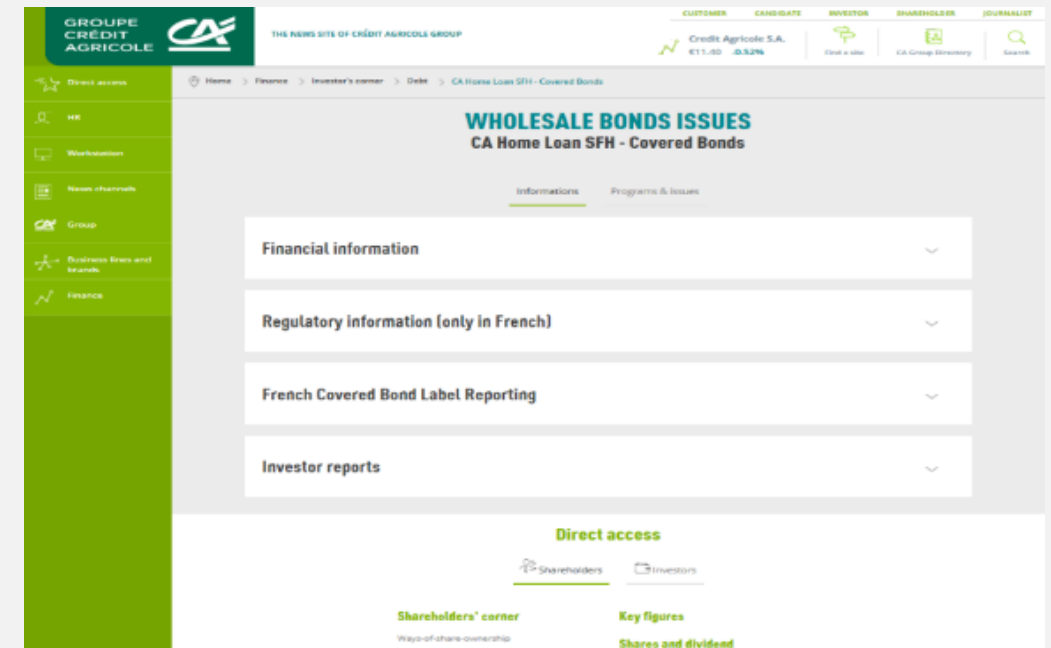 GROUPE
CRÉDIT
AGRICOLE
THE NEWS SITE OF CRÉDIT AGRICOLE GROUP
CUSTOMER CANDIDATE INVESTOR SHAREHOLDER JOURNALIST
Credit Agricole S.A.
€11.40 -0.52%
Find a site
CA Group Directory
Search
Direct access
HR
Workstation
News channels
Group
Business lines and
brands
Finance
Home > Finance > Investor's corner > Debt > CA Home Loan SFH - Covered Bonds
WHOLESALE BONDS ISSUES
CA Home Loan SFH - Covered Bonds
Informations Programs & issues
Financial information
Regulatory information (only in French)
French Covered Bond Label Reporting
Investor reports
Direct access
Shareholders Investors
Shareholders' corner Key figures
Ways-of-share-ownership
Shares and dividend